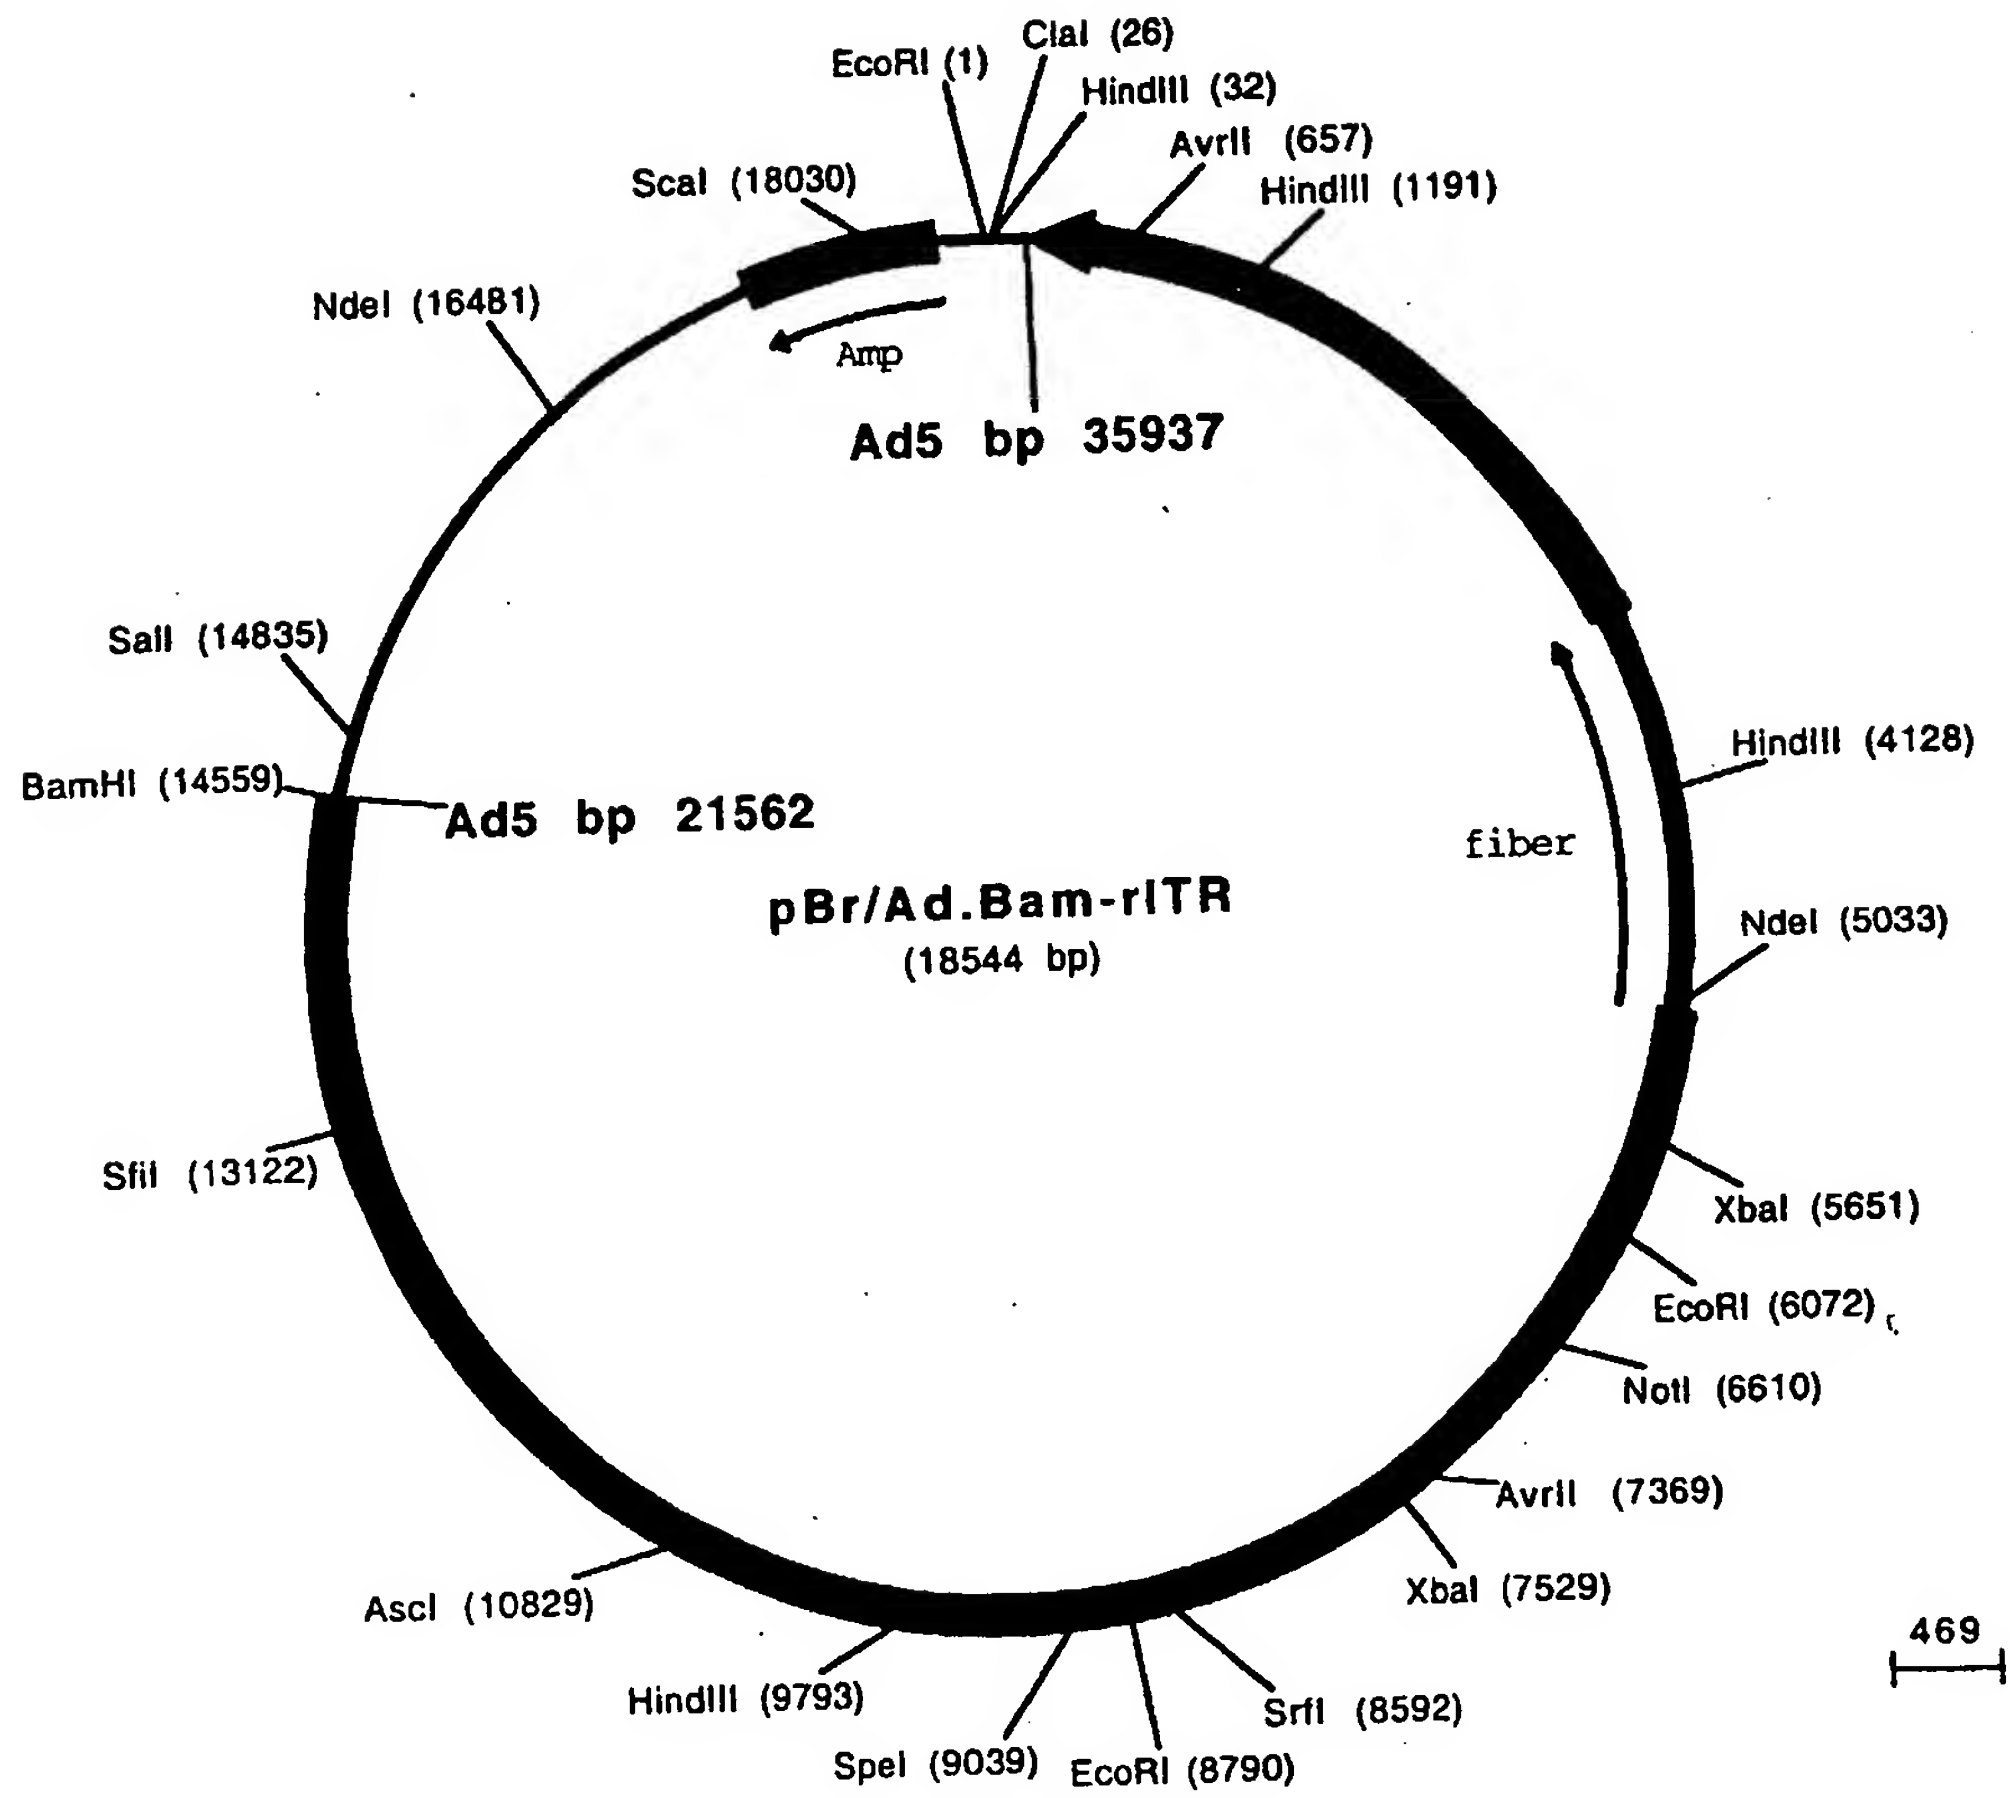 ClaI (26)
EcoRI (1)
HindIII (32)
AvrII (657)
ScaI (18030)
HindIII (1191)
NdeI (16481)
Amp
Ad5 bp 35937
SalI (14835)
HindIII (4128)
BamHI (14559)
Ad5 bp 21562
fiber
pBr/Ad.Bam-rITR
NdeI (5033)
(18544 bp)
SfiI (13122)
XbaI (5651)
EcoRI (6072)
NotI (6610)
AvrII (7369)
XbaI (7529)
AscI (10829)
469
HindIII (9793)
SrfI (8592)
SpeI (9039)
EcoRI (8790)